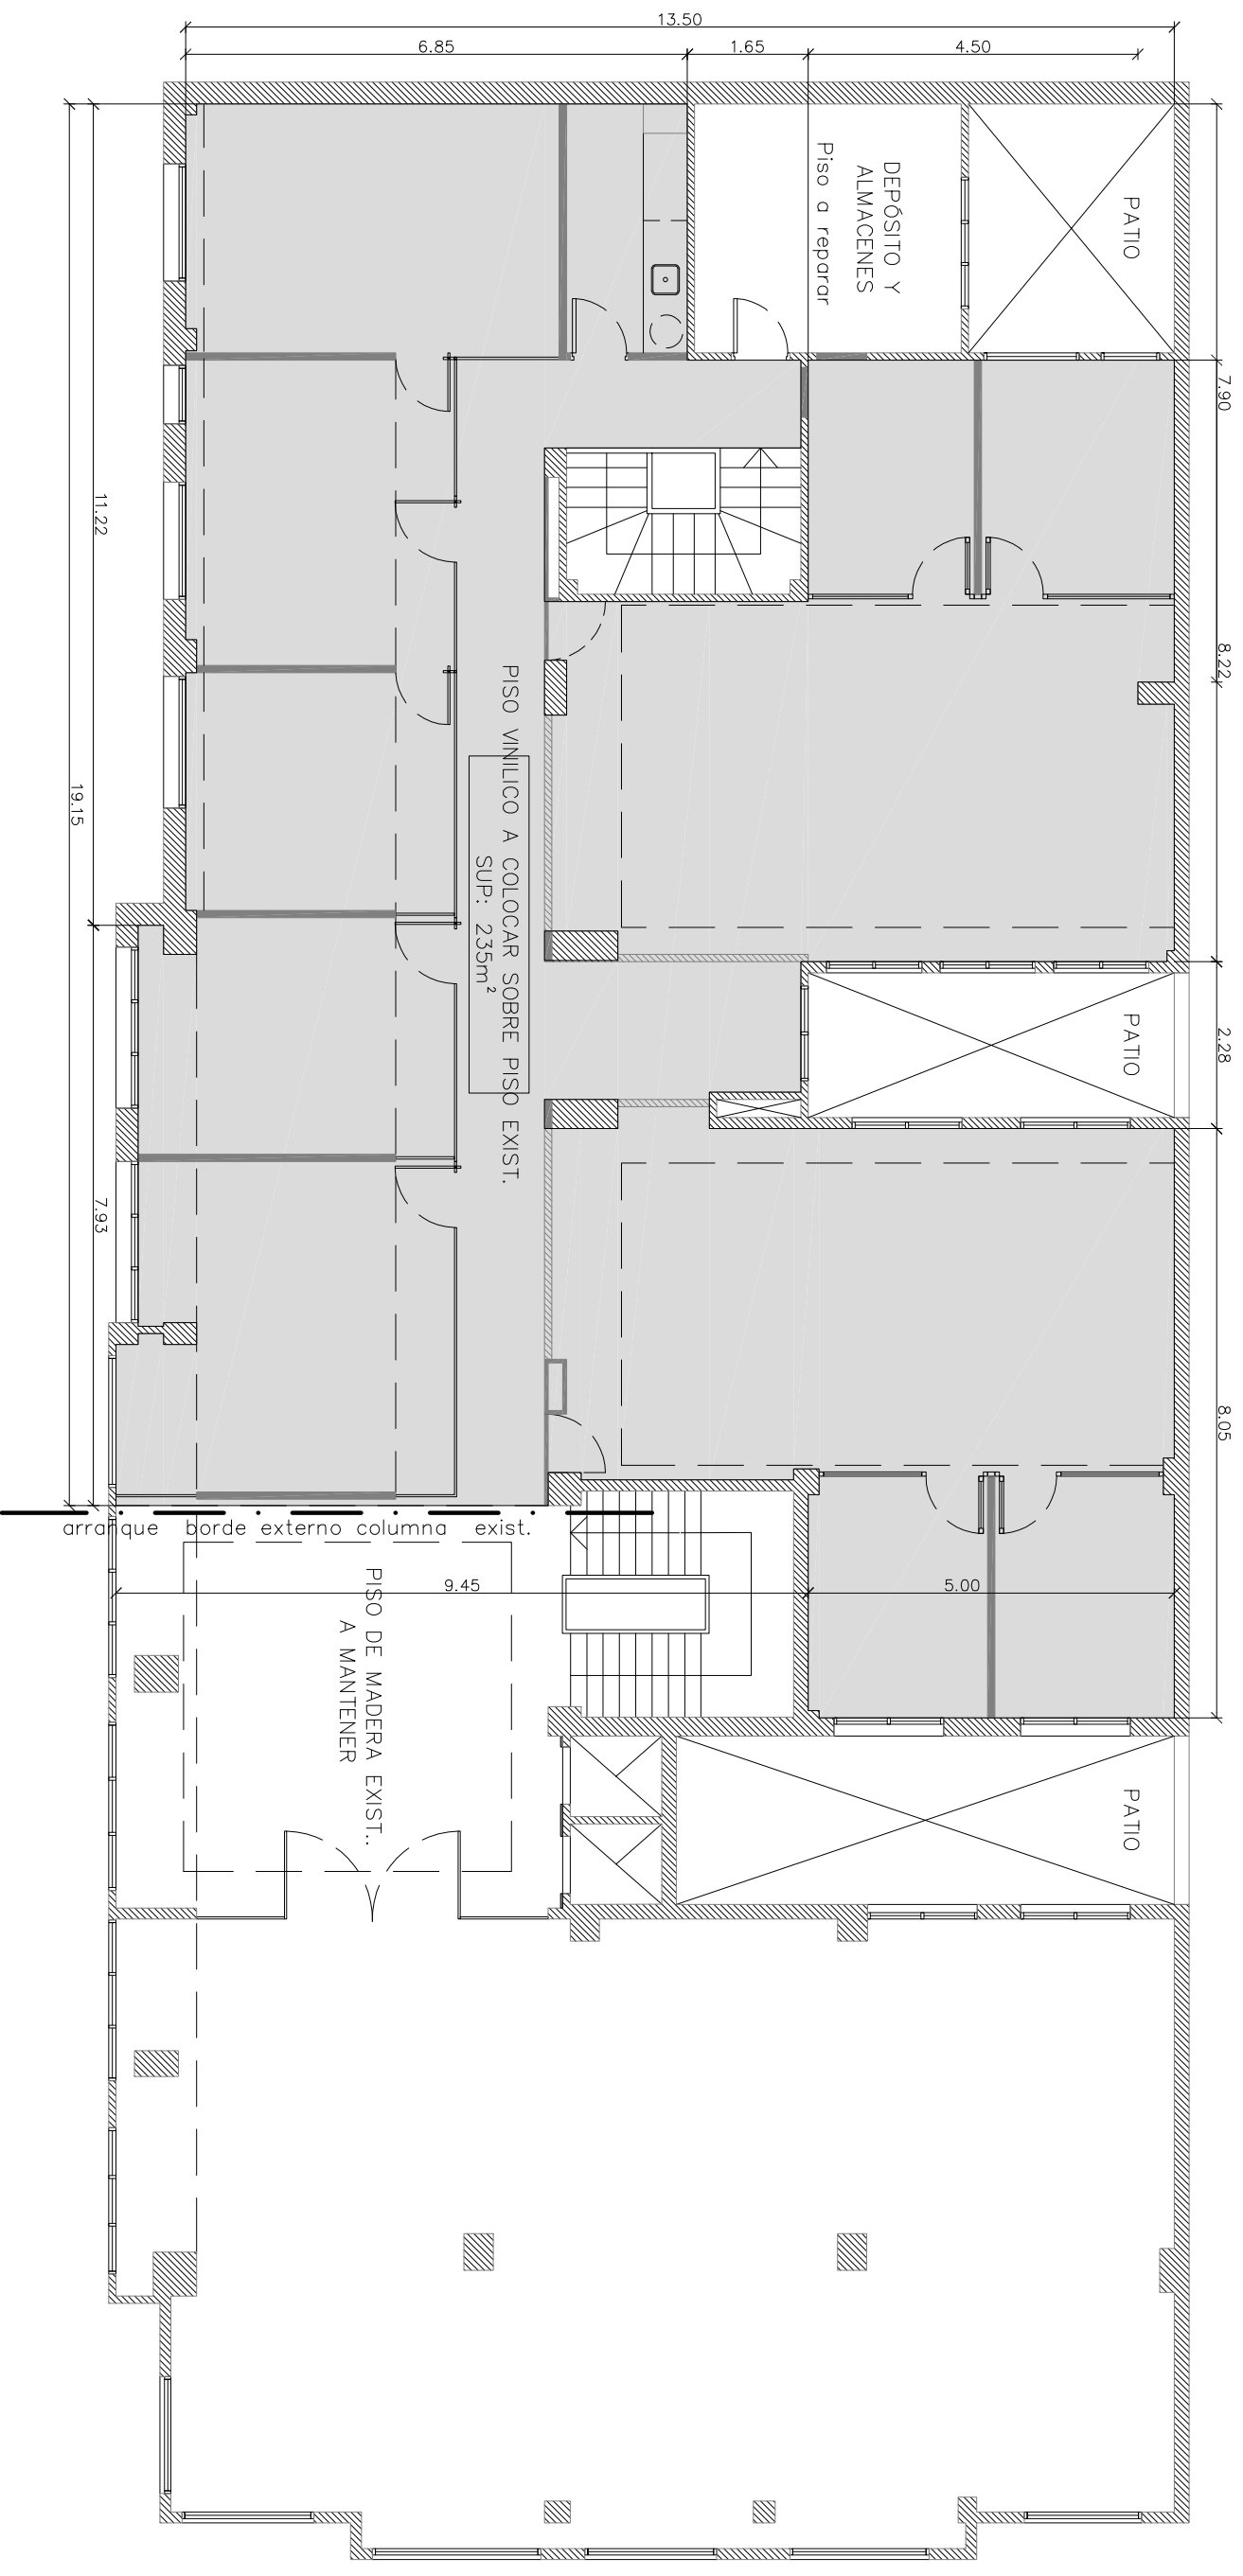 13.50
6.85
1.65
4.50
DEPÓSITO Y
ALMACENES
Piso a reparar
PATIO
7.90
11.22
8.22
19.15
PISO VINILICO A COLOCAR SOBRE PISO EXIST.
SUP: 235m²
PATIO
2.28
7.93
8.05
arranque borde externo columna exist.
9.45
5.00
PISO DE MADERA EXIST..
A MANTENER
PATIO